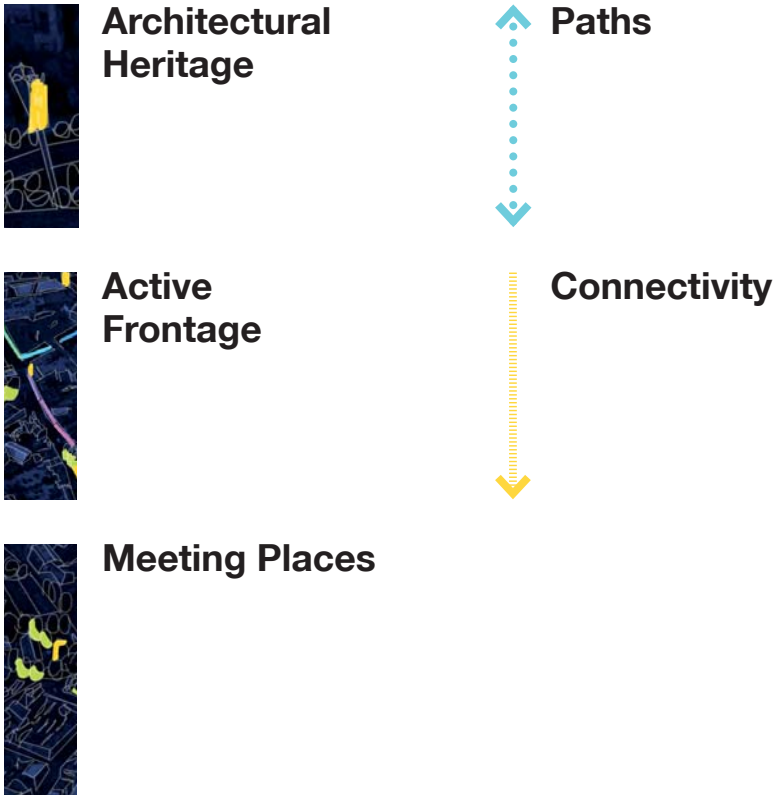 Architectural
Heritage
Paths
Active
Frontage
Connectivity
Meeting Places